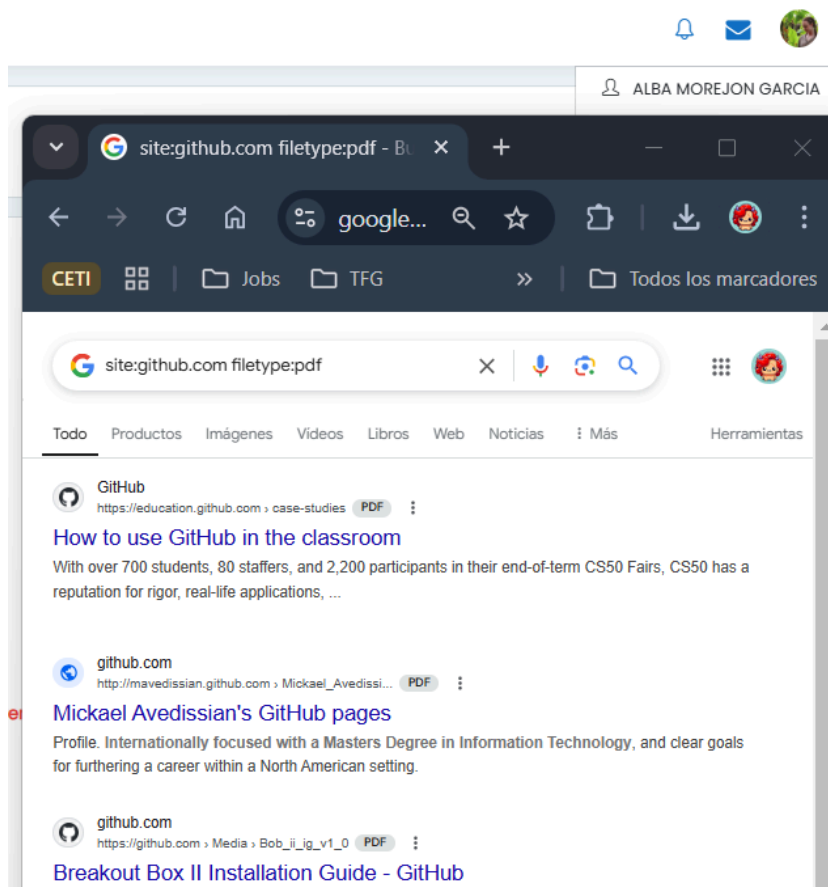 ALBA MOREJON GARCIA
site:github.com filetype:pdf - Bu
google...
CETI
Jobs
TFG
»
Todos los marcadores
site:github.com filetype:pdf
Todo Productos Imágenes Videos Libros Web Noticias Más Herramientas
GitHub
https://education.github.com › case-studies PDF
How to use GitHub in the classroom
With over 700 students, 80 staffers, and 2,200 participants in their end-of-term CS50 Fairs, CS50 has a
reputation for rigor, real-life applications, ...
github.com
http://mavedissian.github.com › Mickael_Avedissi... PDF
Mickael Avedissian's GitHub pages
er
Profile. Internationally focused with a Masters Degree in Information Technology, and clear goals
for furthering a career within a North American setting.
github.com
https://github.com › Media › Bob_ii_ig_v1_0 PDF
Breakout Box II Installation Guide - GitHub